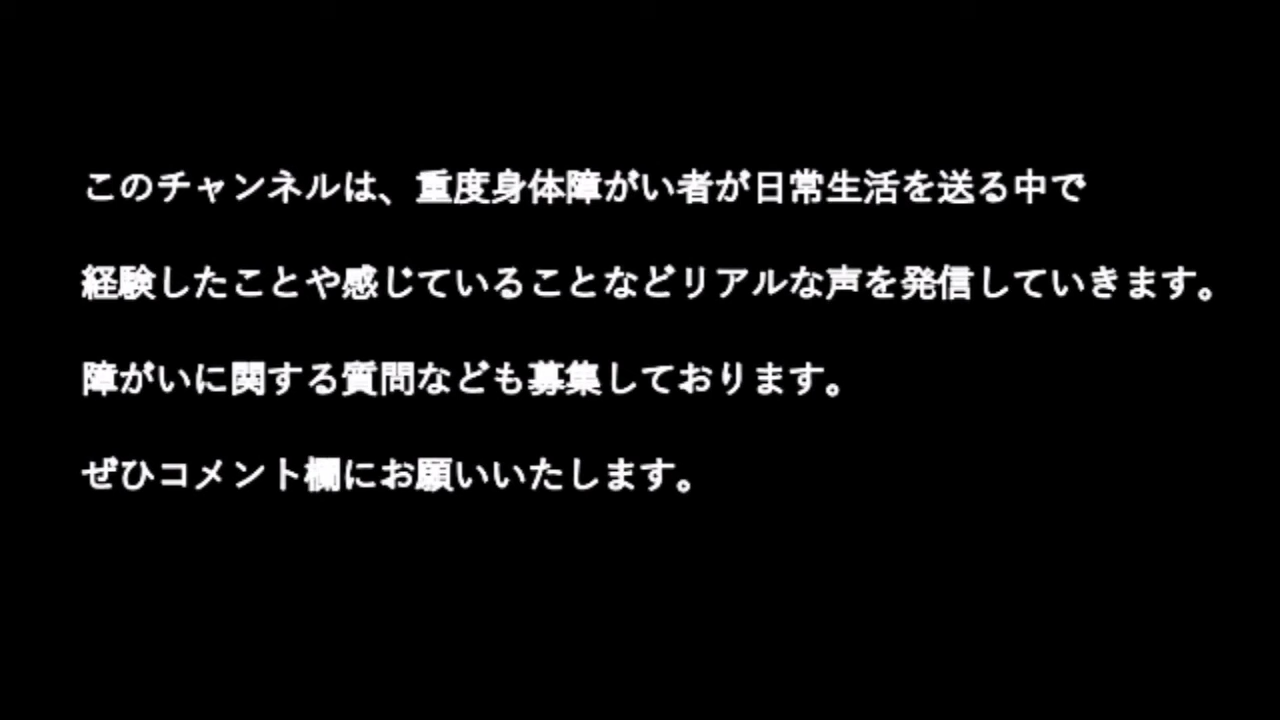 このチャンネルは、重度身体障がい者が日常生活を送る中で
経験したことや感じていることなどリアルな声を発信していきます。
障がいに関する質問なども募集しております。
ぜひコメント欄にお願いいたします。